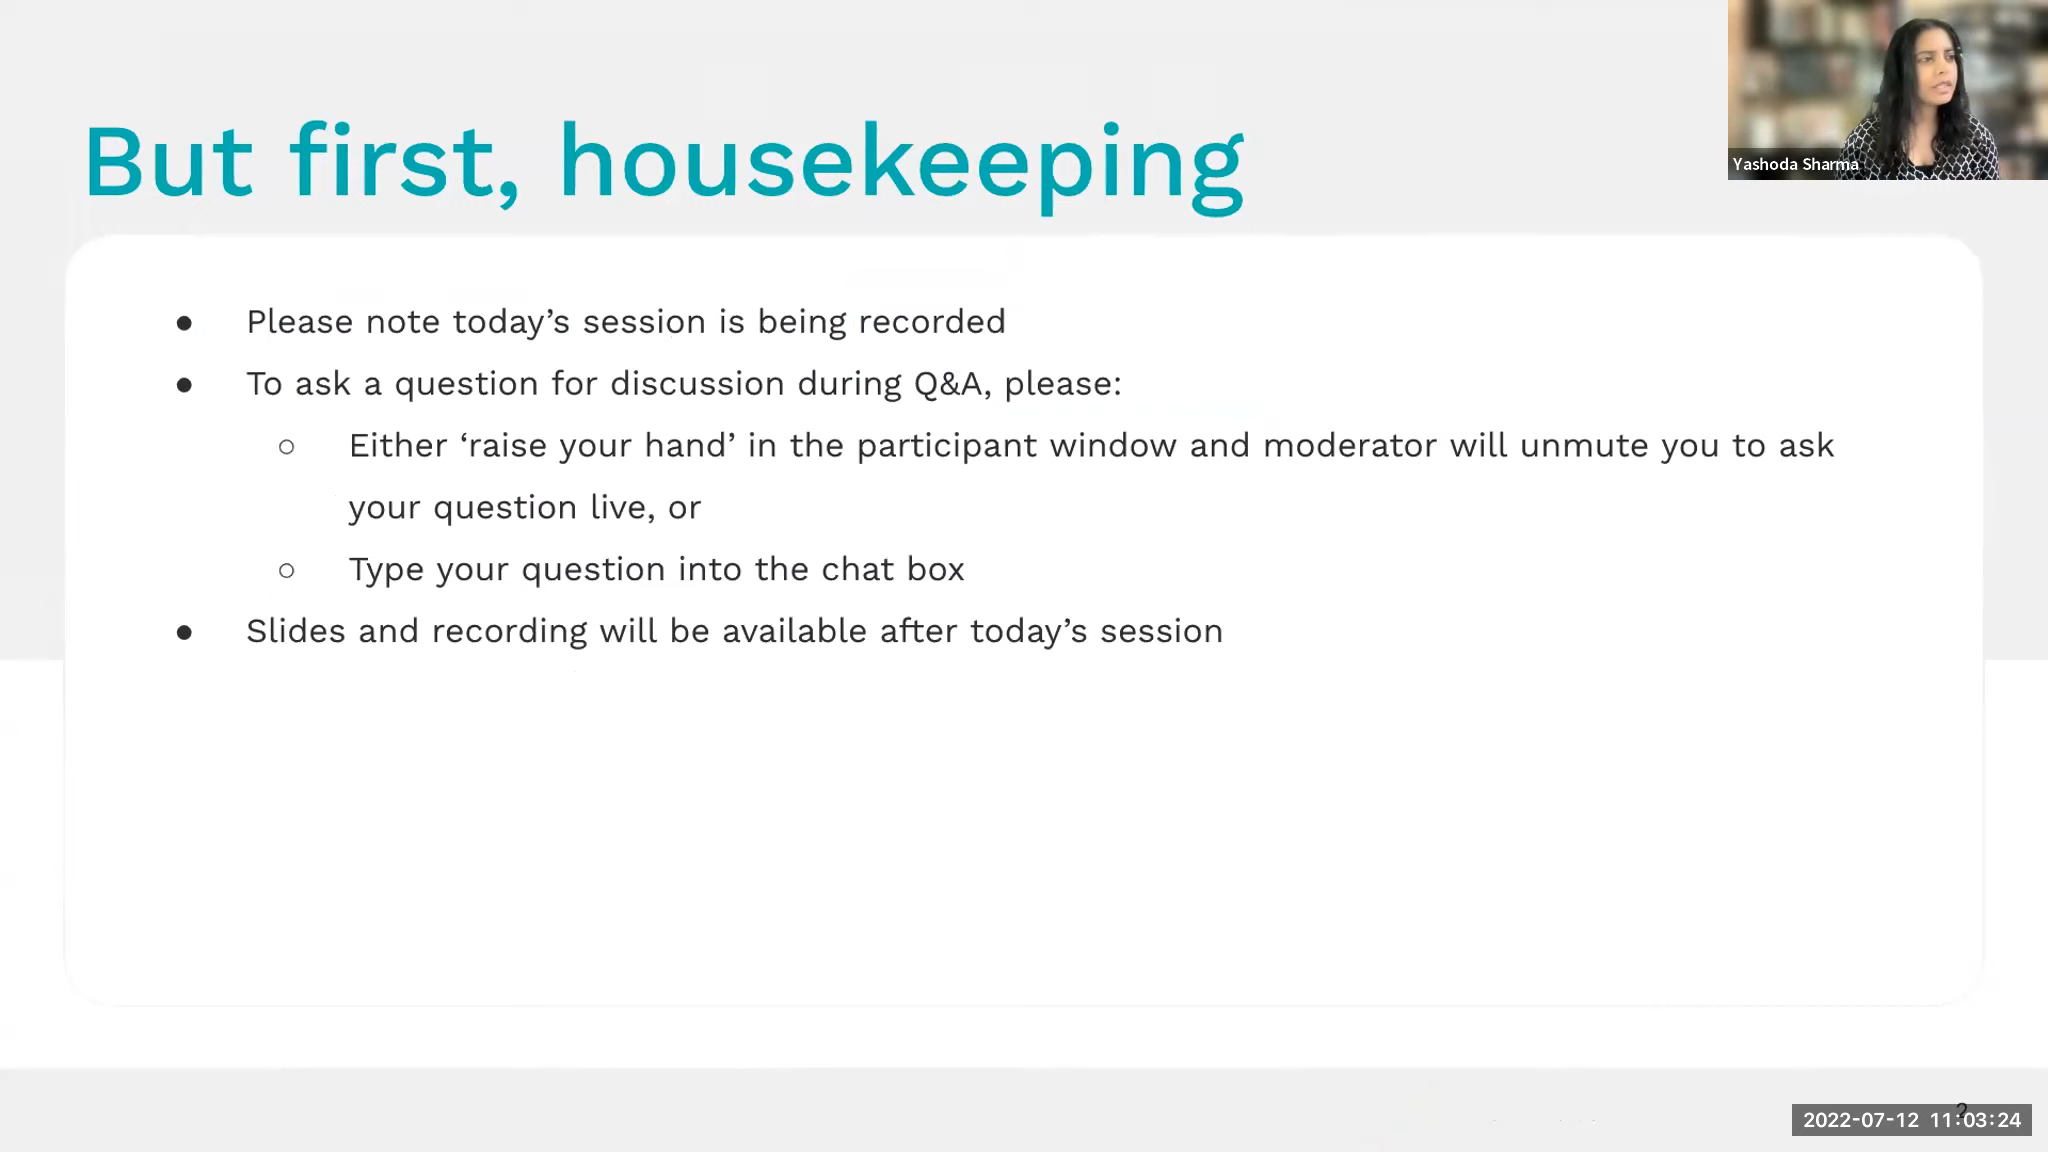 But first, housekeeping
Yashoda Sharma
● Please note today’s session is being recorded
● To ask a question for discussion during Q&A, please:
○ Either ‘raise your hand’ in the participant window and moderator will unmute you to ask
your question live, or
○ Type your question into the chat box
● Slides and recording will be available after today’s session
2
2022-07-12 11:03:24